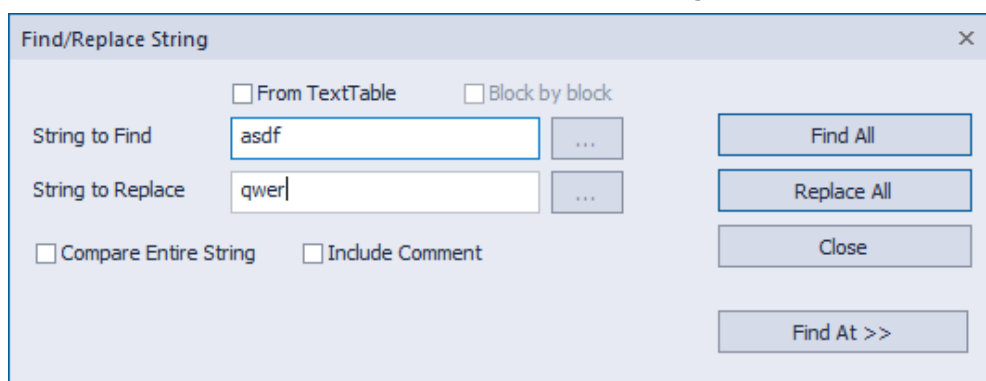 Find/Replace String
From TextTable Block by block
String to Find asdf ... Find All
String to Replace qwer ... Replace All
Compare Entire String Include Comment Close
Find At >>